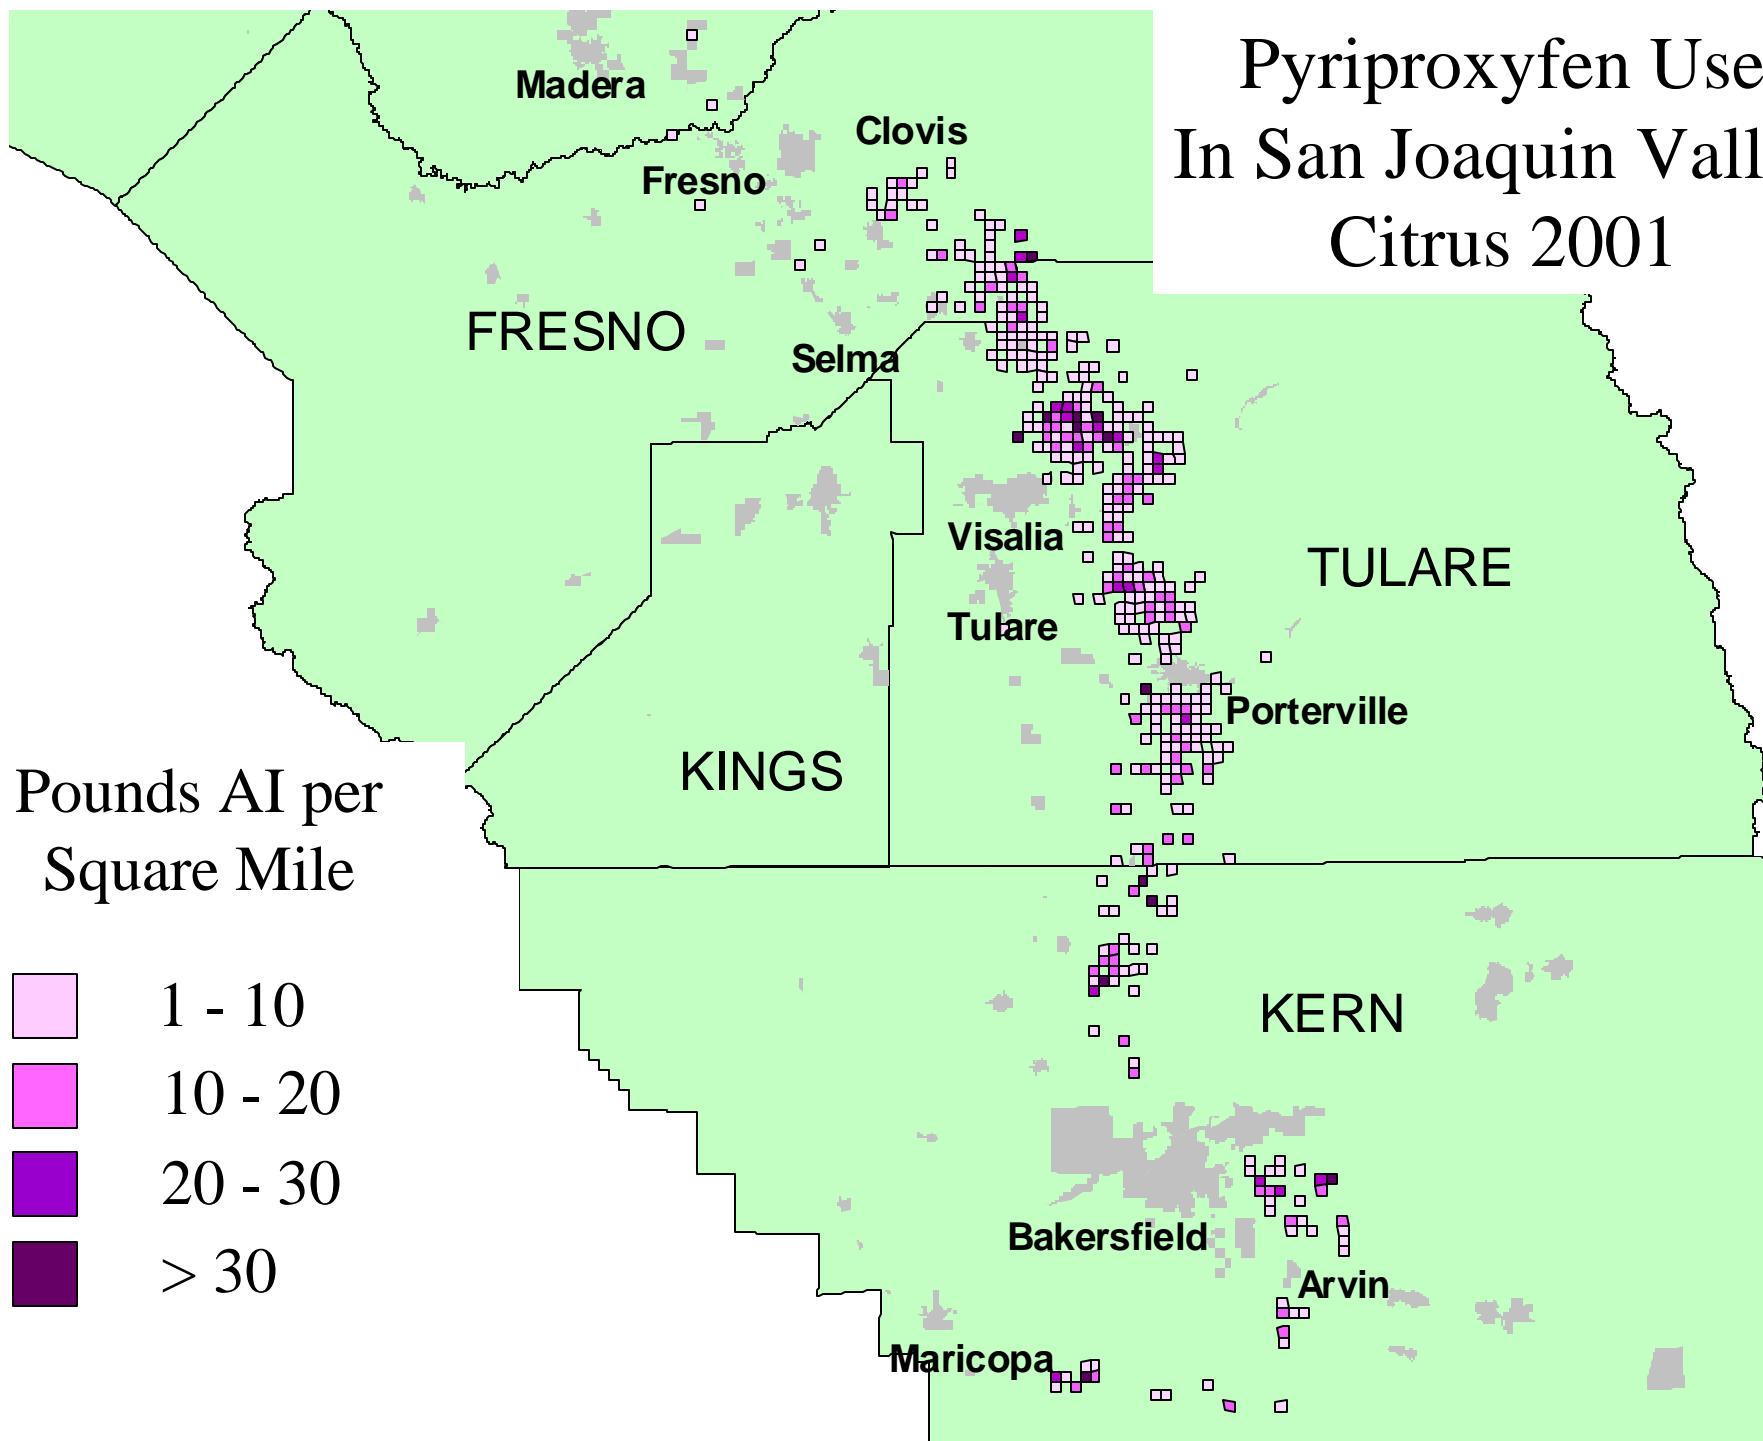 Pyriproxyfen Use
In San Joaquin Vall
Citrus 2001
Madera
Clovis
Fresno
FRESNO
Selma
Visalia
TULARE
Tulare
Porterville
KINGS
Pounds AI per
Square Mile
1 - 10
10 - 20
20 - 30
> 30
KERN
Bakersfield
Arvin
Maricopa